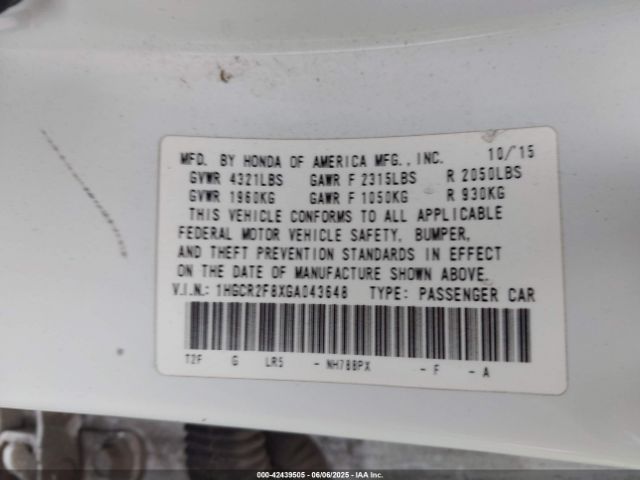 MFD. BY HONDA OF AMERICA MFG., INC. 10/15
GVWR 4321LBS GAWR F 2315LBS R 2050LBS
GVWR 1960KG GAWR F 1050KG R 930KG
THIS VEHICLE CONFORMS TO ALL APPLICABLE
FEDERAL MOTOR VEHICLE SAFETY, BUMPER,
AND THEFT PREVENTION STANDARDS IN EFFECT
ON THE DATE OF MANUFACTURE SHOWN ABOVE.
V.I.N.: 1HGCR2F8XGA043648 TYPE: PASSENGER CAR
T2F G LR5 - NH788PX - F - A
000-42439505 | 06/06/2025 | IAA Inc.